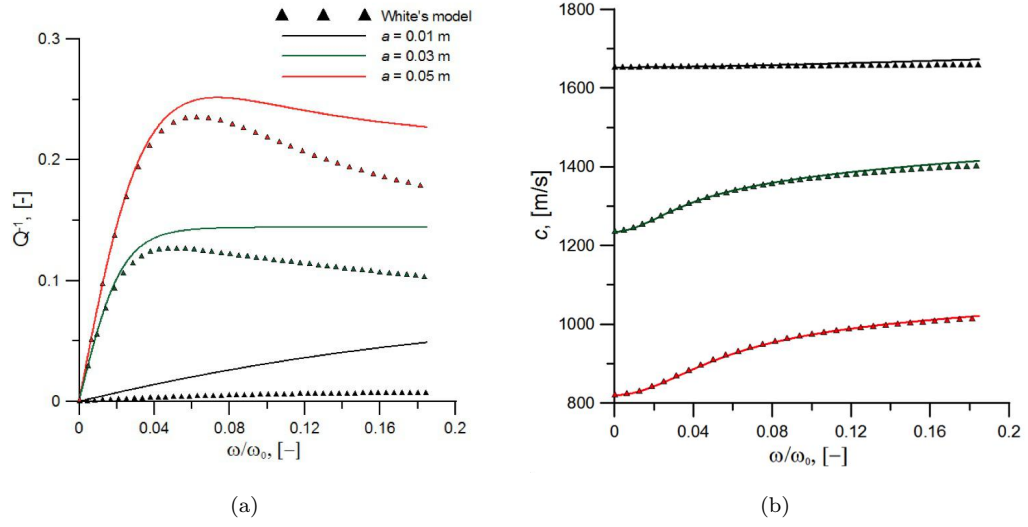 White's model
a = 0.01 m
a = 0.03 m
a = 0.05 m
0.3
0.2
0.1
0
Q⁻¹, [-]
0 0.04 0.08 0.12 0.16 0.2
ω/ω₀, [–]
(a)
1800
1600
1400
1200
1000
800
c, [m/s]
0 0.04 0.08 0.12 0.16 0.2
ω/ω₀, [–]
(b)